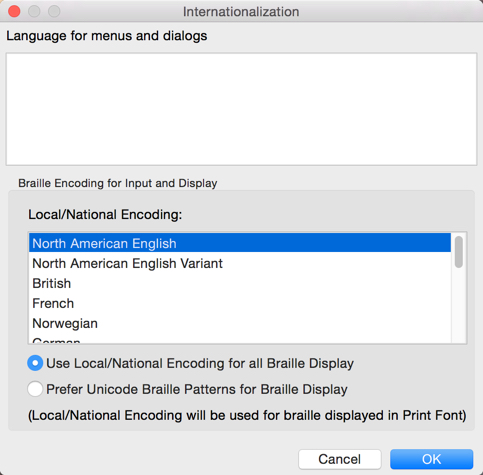 Internationalization
Language for menus and dialogs
Braille Encoding for Input and Display
Local/National Encoding:
North American English
North American English Variant
British
French
Norwegian
German
Use Local/National Encoding for all Braille Display
Prefer Unicode Braille Patterns for Braille Display
(Local/National Encoding will be used for braille displayed in Print Font)
Cancel
OK